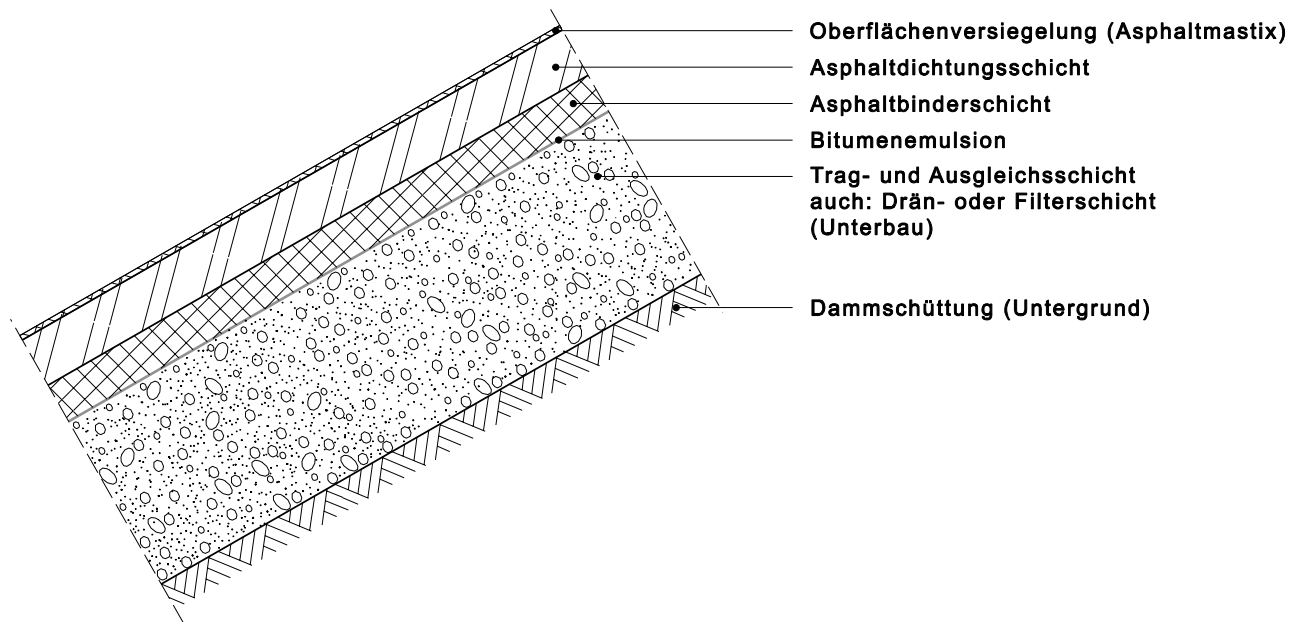 Oberflächenversiegelung (Asphaltmastix)
Asphaltdichtungsschicht
Asphaltbinderschicht
Bitumenemulsion
Trag- und Ausgleichsschicht
auch: Drän- oder Filterschicht
(Unterbau)
Dammschüttung (Untergrund)